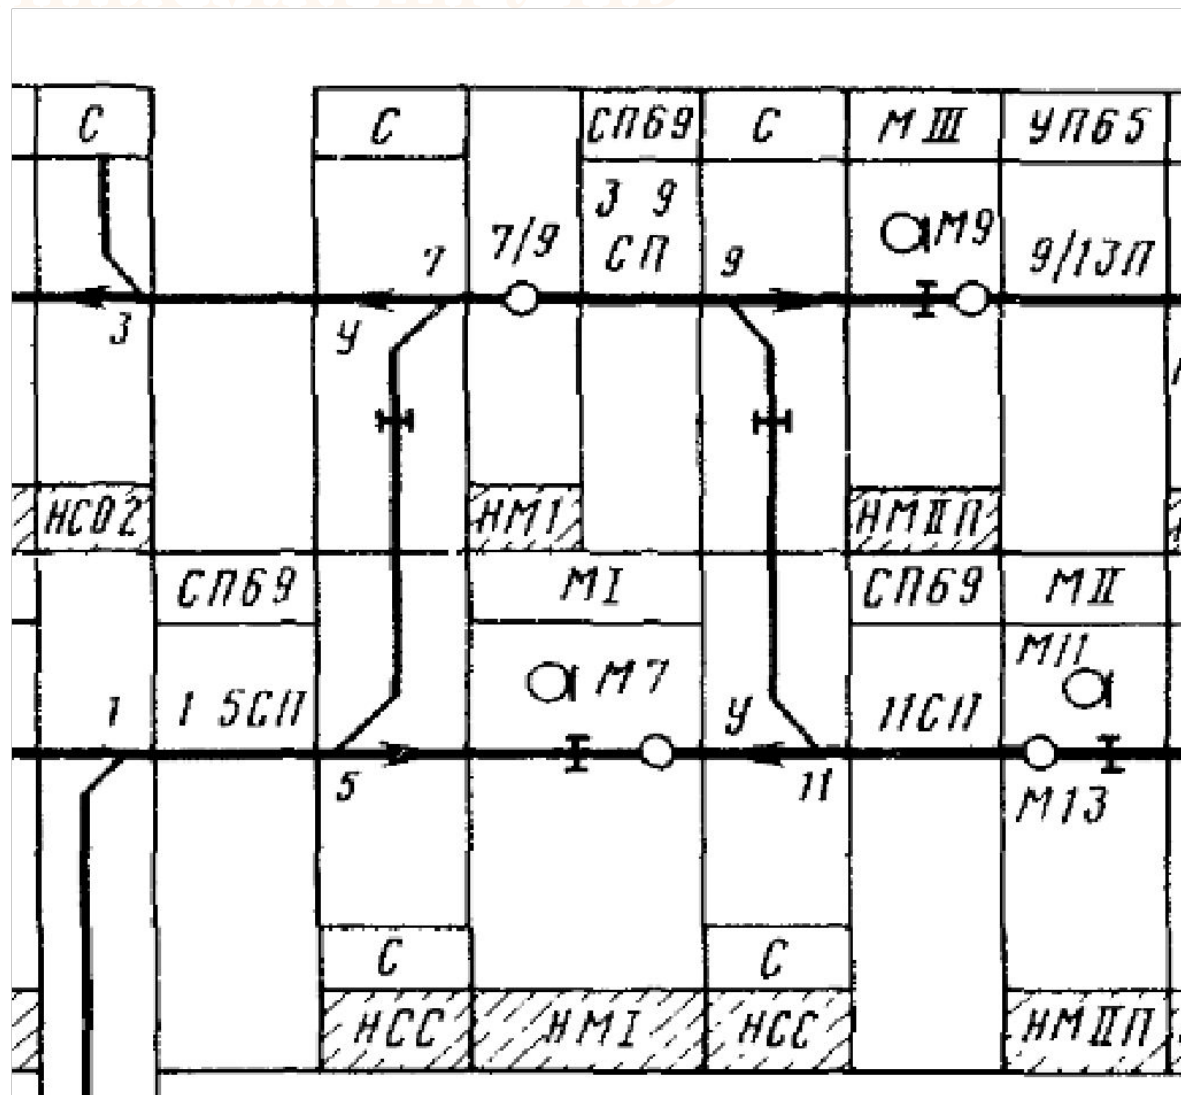 С С СП69 С М III УП65
3 9
СП
7 7/9 9 М9 9/13П
3 У
НСО2 НМ1 НМIIП
СП69 МI СП69 МII
1 1 5СП М7 У 11СП М11
5 11 М13
С С
НСС НМI НСС НМIIП